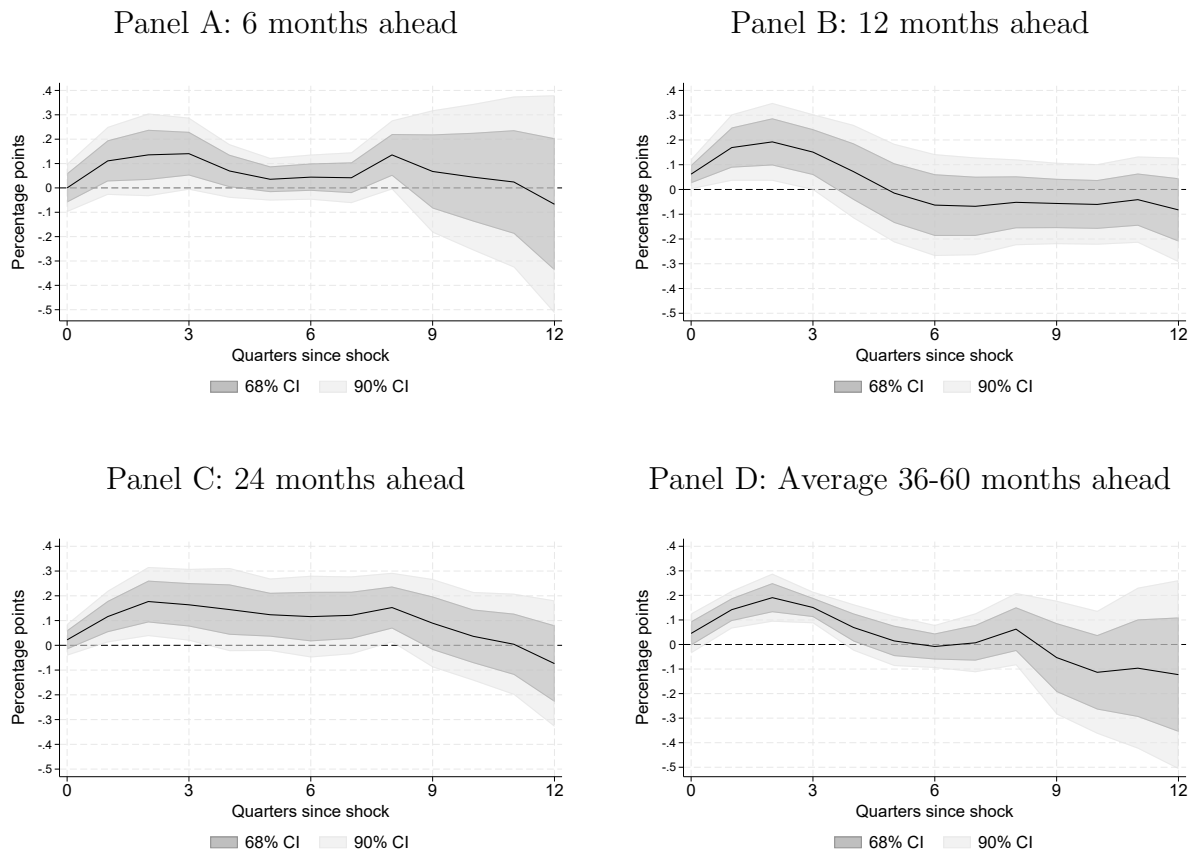 Panel A: 6 months ahead
.4
.3
.2
.1
0
-.1
-.2
-.3
-.4
-.5
Percentage points
0 3 6 9 12
Quarters since shock
68% CI 90% CI
Panel B: 12 months ahead
.4
.3
.2
.1
0
-.1
-.2
-.3
-.4
-.5
Percentage points
0 3 6 9 12
Quarters since shock
68% CI 90% CI
Panel C: 24 months ahead
.4
.3
.2
.1
0
-.1
-.2
-.3
-.4
-.5
Percentage points
0 3 6 9 12
Quarters since shock
68% CI 90% CI
Panel D: Average 36-60 months ahead
.4
.3
.2
.1
0
-.1
-.2
-.3
-.4
-.5
Percentage points
0 3 6 9 12
Quarters since shock
68% CI 90% CI